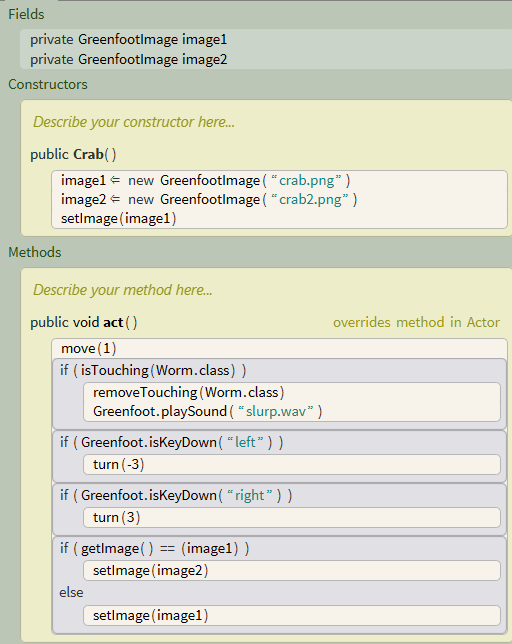 Fields
private GreenfootImage image1
private GreenfootImage image2
Constructors
Describe your constructor here...
public Crab()
image1 ⇐ new GreenfootImage(“crab.png”)
image2 ⇐ new GreenfootImage(“crab2.png”)
setImage(image1)
Methods
Describe your method here...
public void act() overrides method in Actor
move(1)
if (isTouching(Worm.class))
removeTouching(Worm.class)
Greenfoot.playSound(“slurp.wav”)
if (Greenfoot.isKeyDown(“left”))
turn(-3)
if (Greenfoot.isKeyDown(“right”))
turn(3)
if (getImage() == (image1))
setImage(image2)
else
setImage(image1)